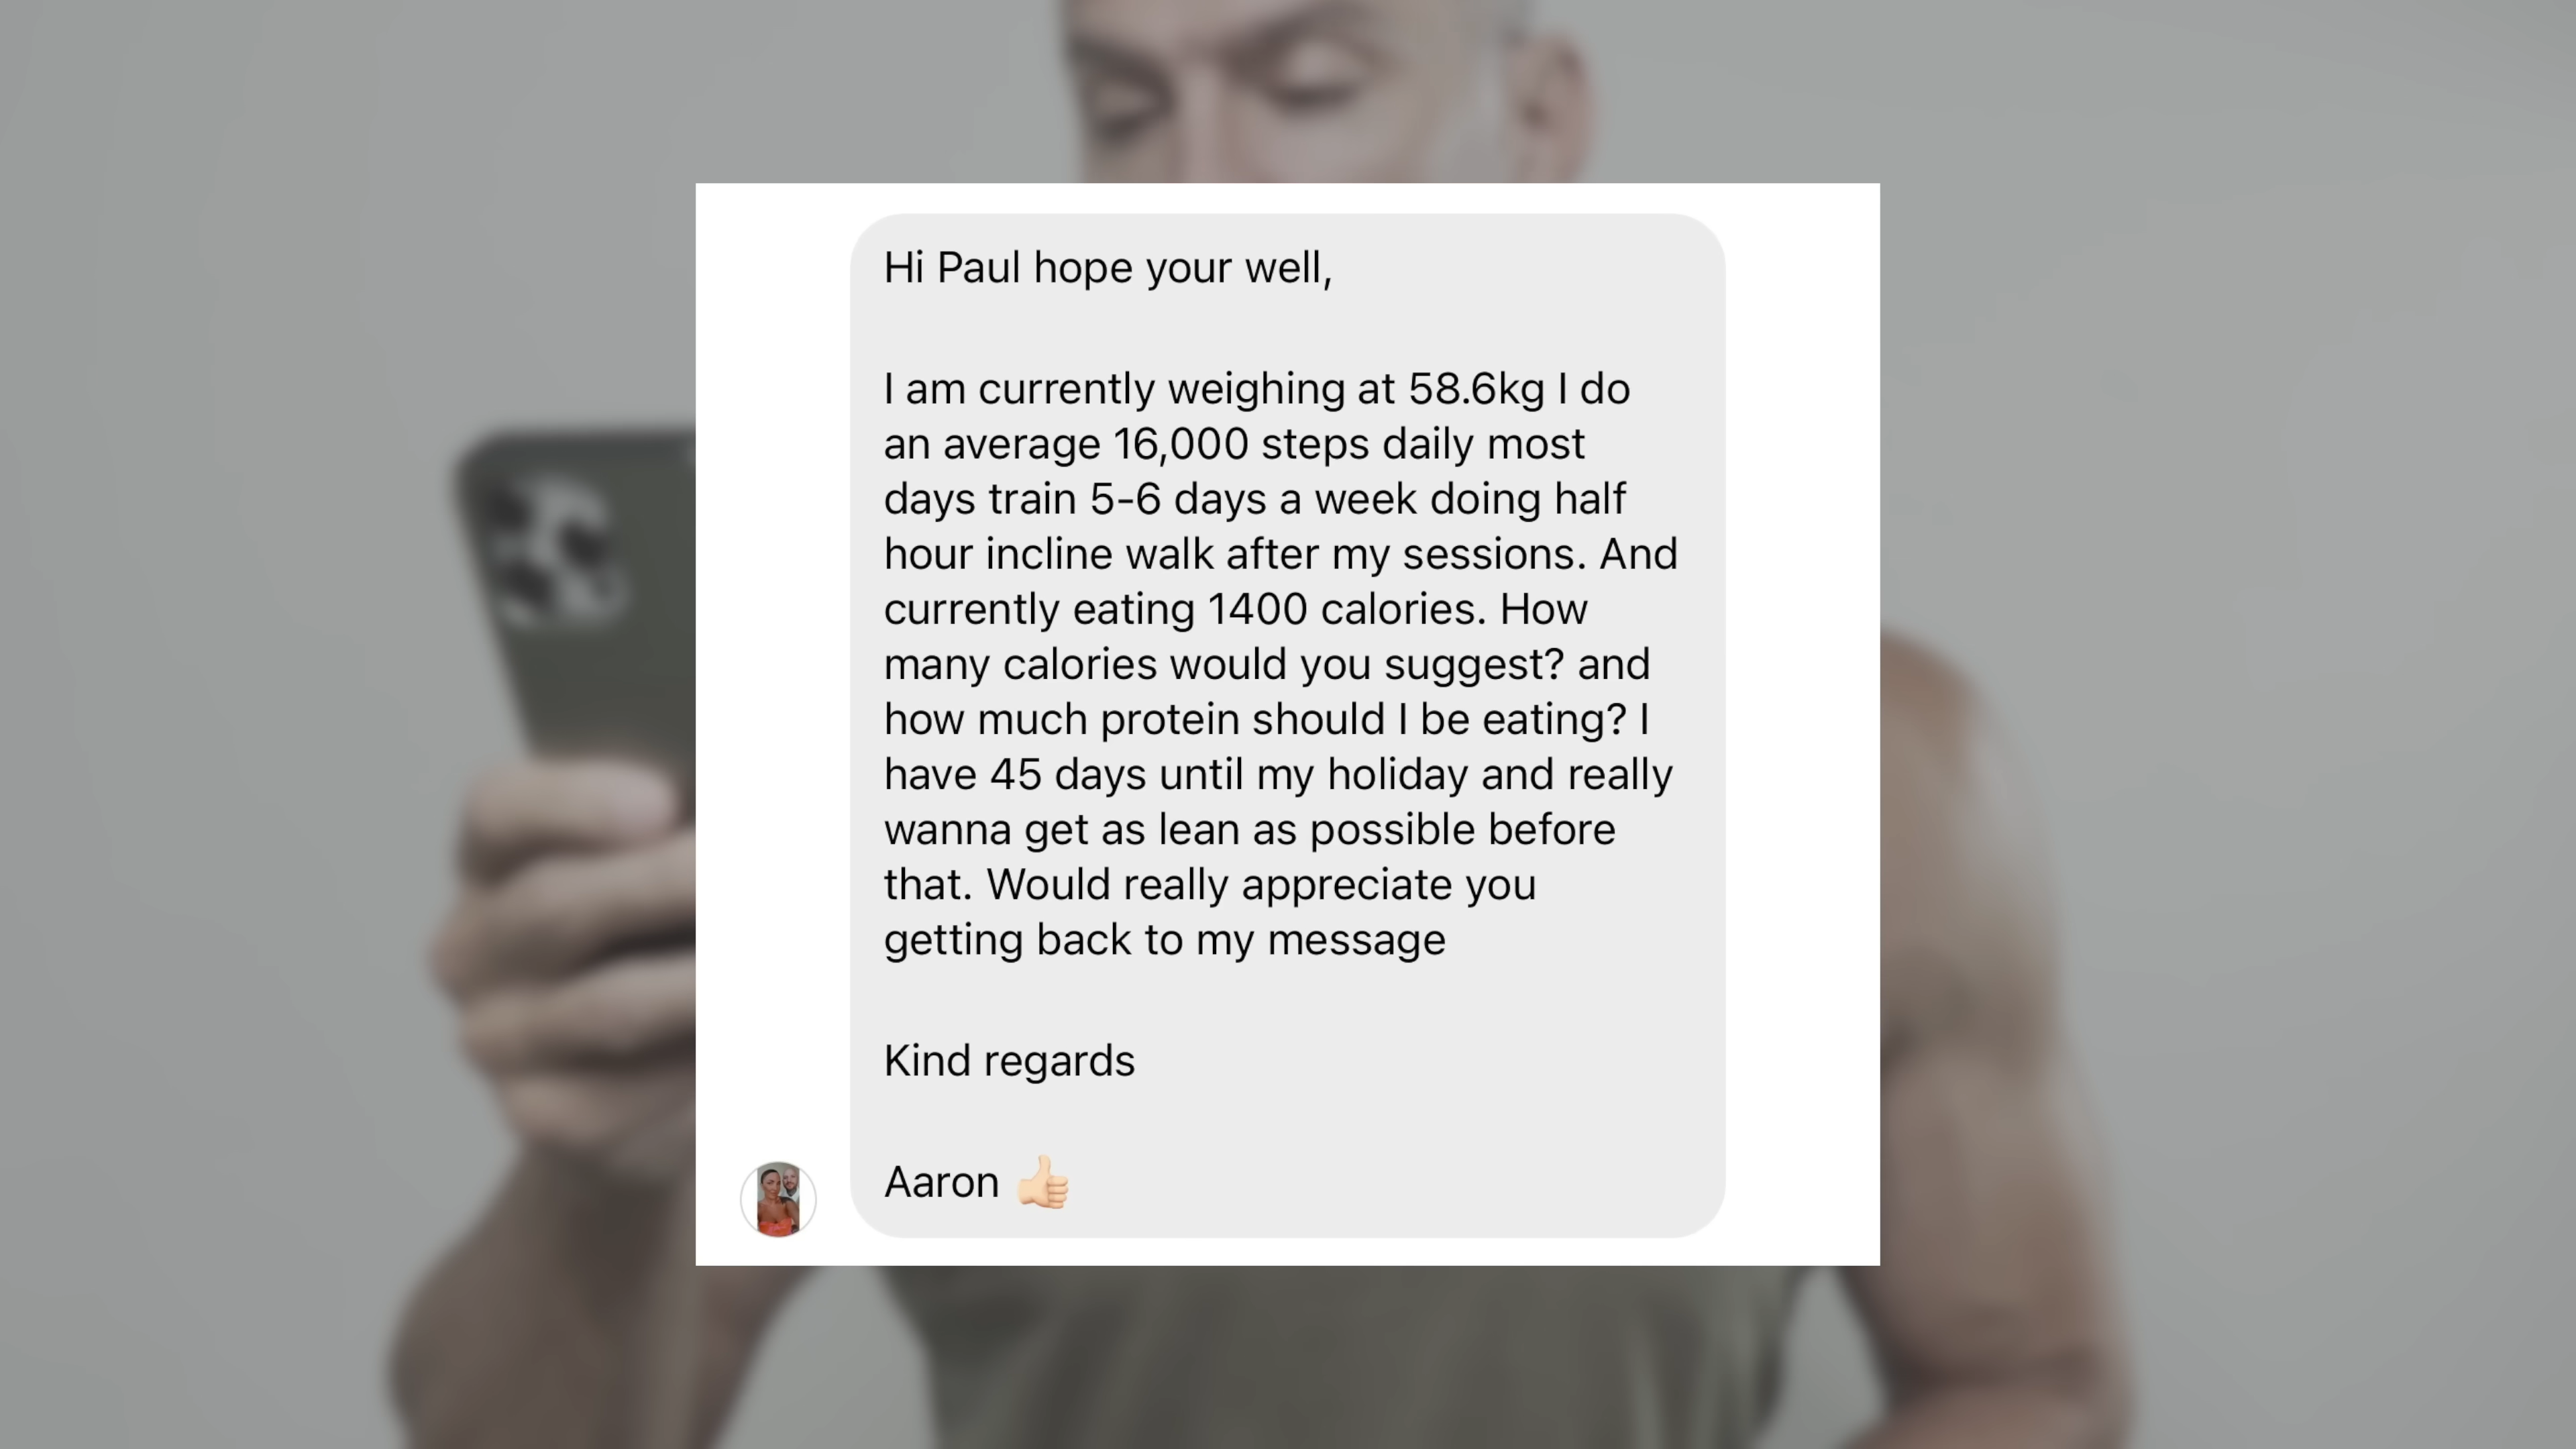 Hi Paul hope your well,
I am currently weighing at 58.6kg I do
an average 16,000 steps daily most
days train 5-6 days a week doing half
hour incline walk after my sessions. And
currently eating 1400 calories. How
many calories would you suggest? and
how much protein should I be eating? I
have 45 days until my holiday and really
wanna get as lean as possible before
that. Would really appreciate you
getting back to my message
Kind regards
Aaron 👍🏻